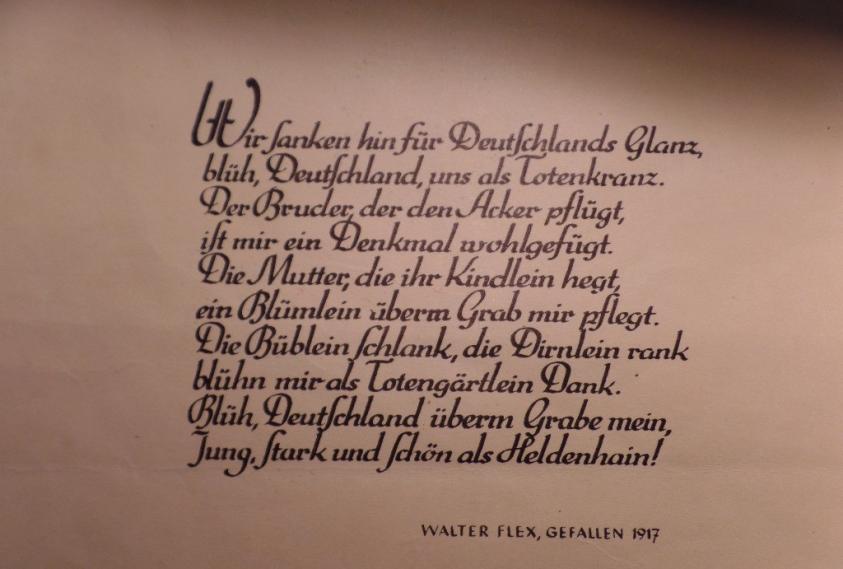 Wir sanken hin für Deutschlands Glanz,
blüh, Deutschland, uns als Totenkranz.
Der Bruder, der den Acker pflügt,
ist mir ein Denkmal wohlgefügt.
Die Mutter, die ihr Kindlein hegt,
ein Blümlein überm Grab mir pflegt.
Die Büblein schlank, die Dirnlein rank
blühn mir als Totengärtlein Dank.
Blüh, Deutschland überm Grabe mein,
Jung, stark und schön als Heldenhain!
WALTER FLEX, GEFALLEN 1917